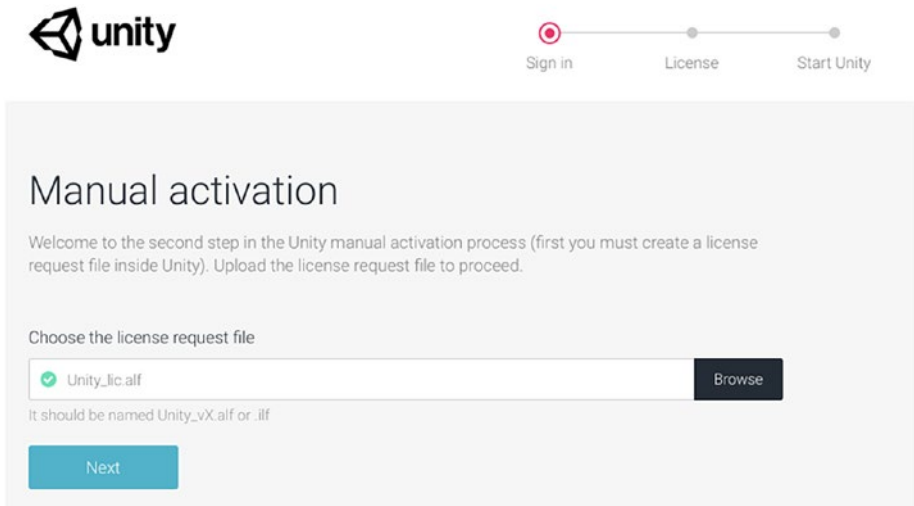 unity
Sign in
License
Start Unity
Manual activation
Welcome to the second step in the Unity manual activation process (first you must create a license
request file inside Unity). Upload the license request file to proceed.
Choose the license request file
Unity_lic.alf
Browse
It should be named Unity_vX.alf or .ilf
Next